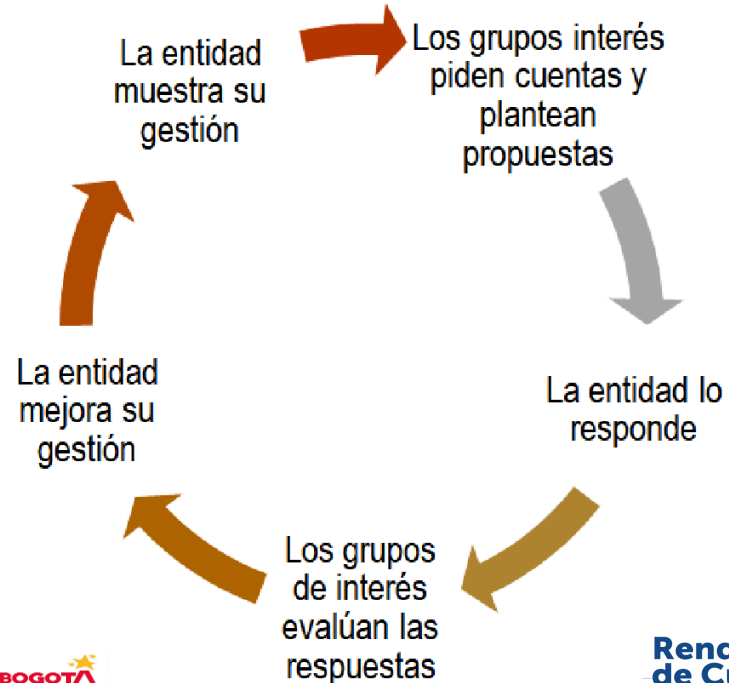 La entidad
muestra su
gestión
Los grupos interés
piden cuentas y
plantean
propuestas
La entidad lo
responde
Los grupos
de interés
evalúan las
respuestas
La entidad
mejora su
gestión
BOGOTÁ
de